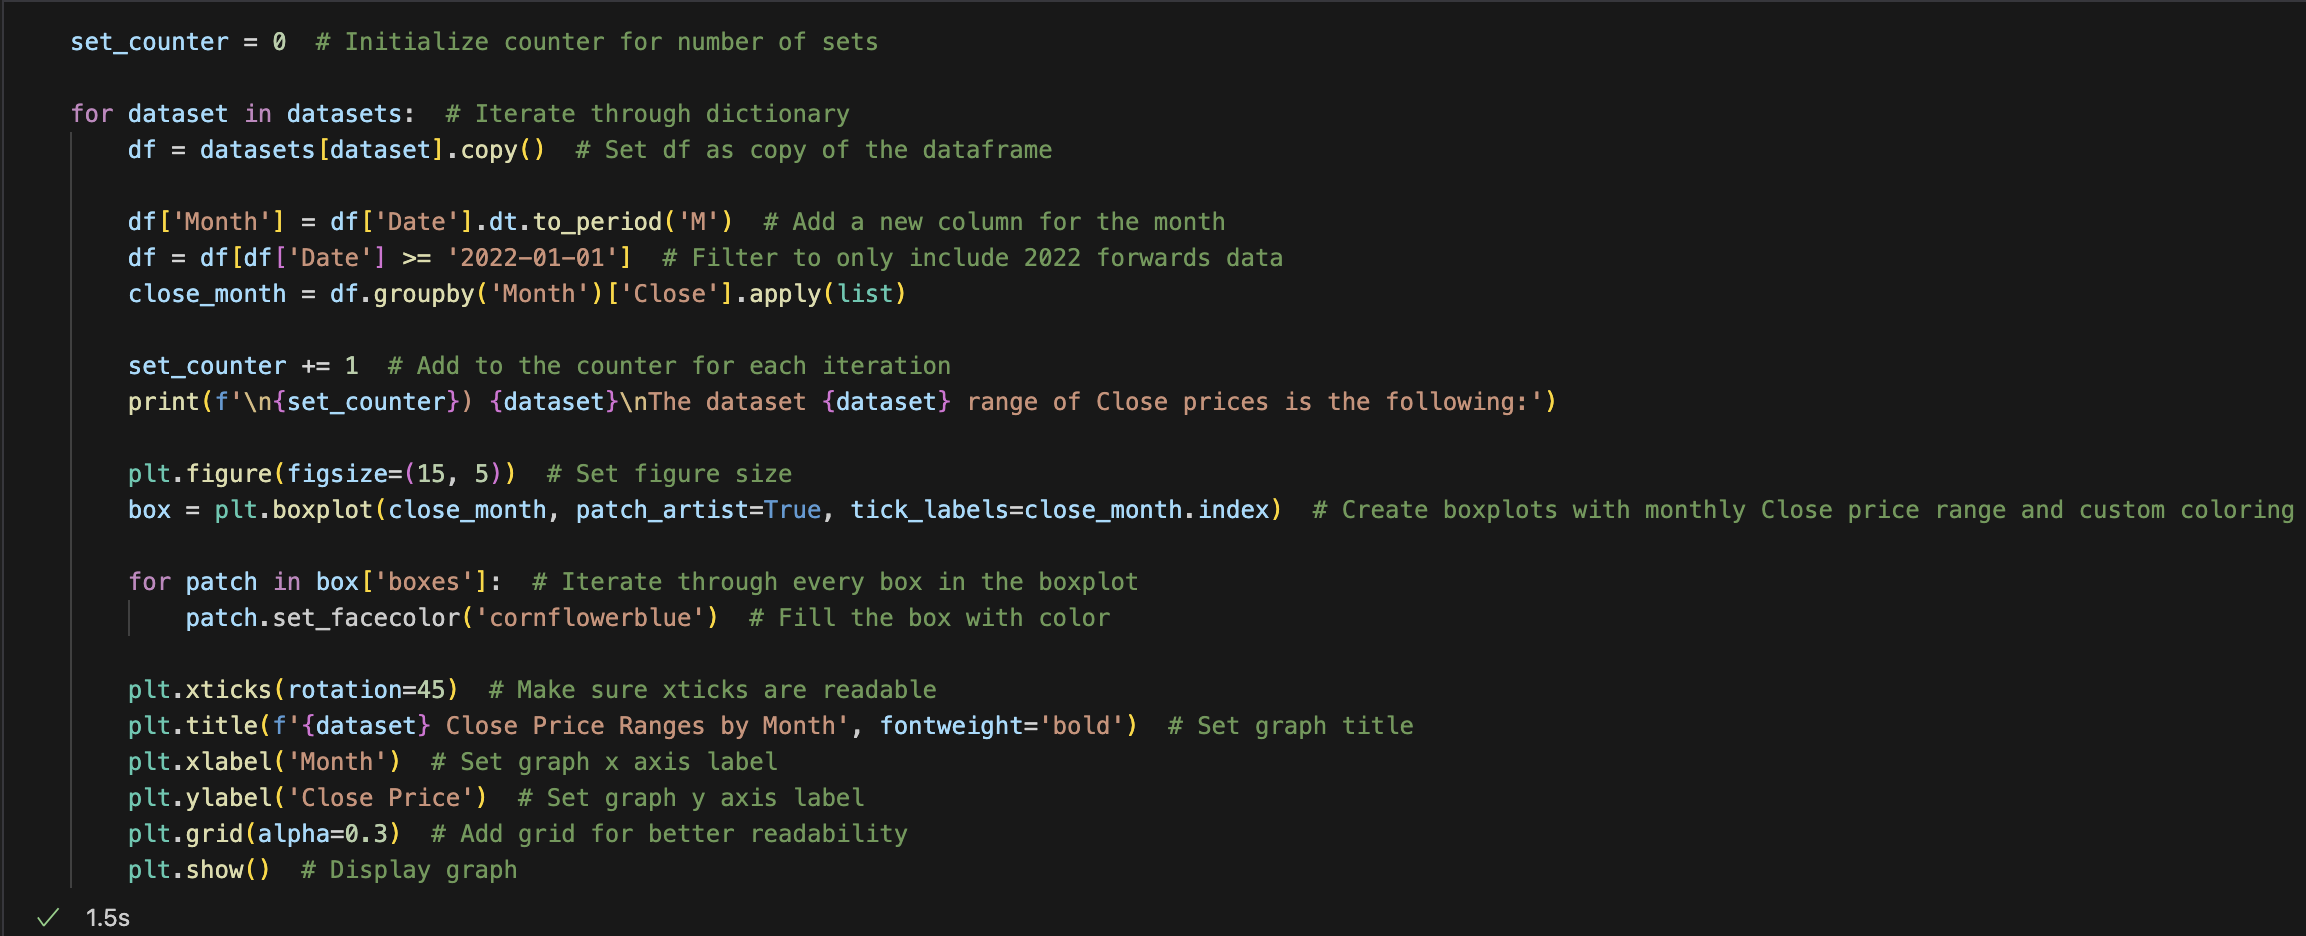 set_counter = 0  # Initialize counter for number of sets
for dataset in datasets:  # Iterate through dictionary
    df = datasets[dataset].copy()  # Set df as copy of the dataframe
    df['Month'] = df['Date'].dt.to_period('M')  # Add a new column for the month
    df = df[df['Date'] >= '2022-01-01']  # Filter to only include 2022 forwards data
    close_month = df.groupby('Month')['Close'].apply(list)
    set_counter += 1  # Add to the counter for each iteration
    print(f'\n{set_counter}) {dataset}\nThe dataset {dataset} range of Close prices is the following:')
    plt.figure(figsize=(15, 5))  # Set figure size
    box = plt.boxplot(close_month, patch_artist=True, tick_labels=close_month.index)  # Create boxplots with monthly Close price range and custom coloring
    for patch in box['boxes']:  # Iterate through every box in the boxplot
        patch.set_facecolor('cornflowerblue')  # Fill the box with color
    plt.xticks(rotation=45)  # Make sure xticks are readable
    plt.title(f'{dataset} Close Price Ranges by Month', fontweight='bold')  # Set graph title
    plt.xlabel('Month')  # Set graph x axis label
    plt.ylabel('Close Price')  # Set graph y axis label
    plt.grid(alpha=0.3)  # Add grid for better readability
    plt.show()  # Display graph
✓ 1.5s